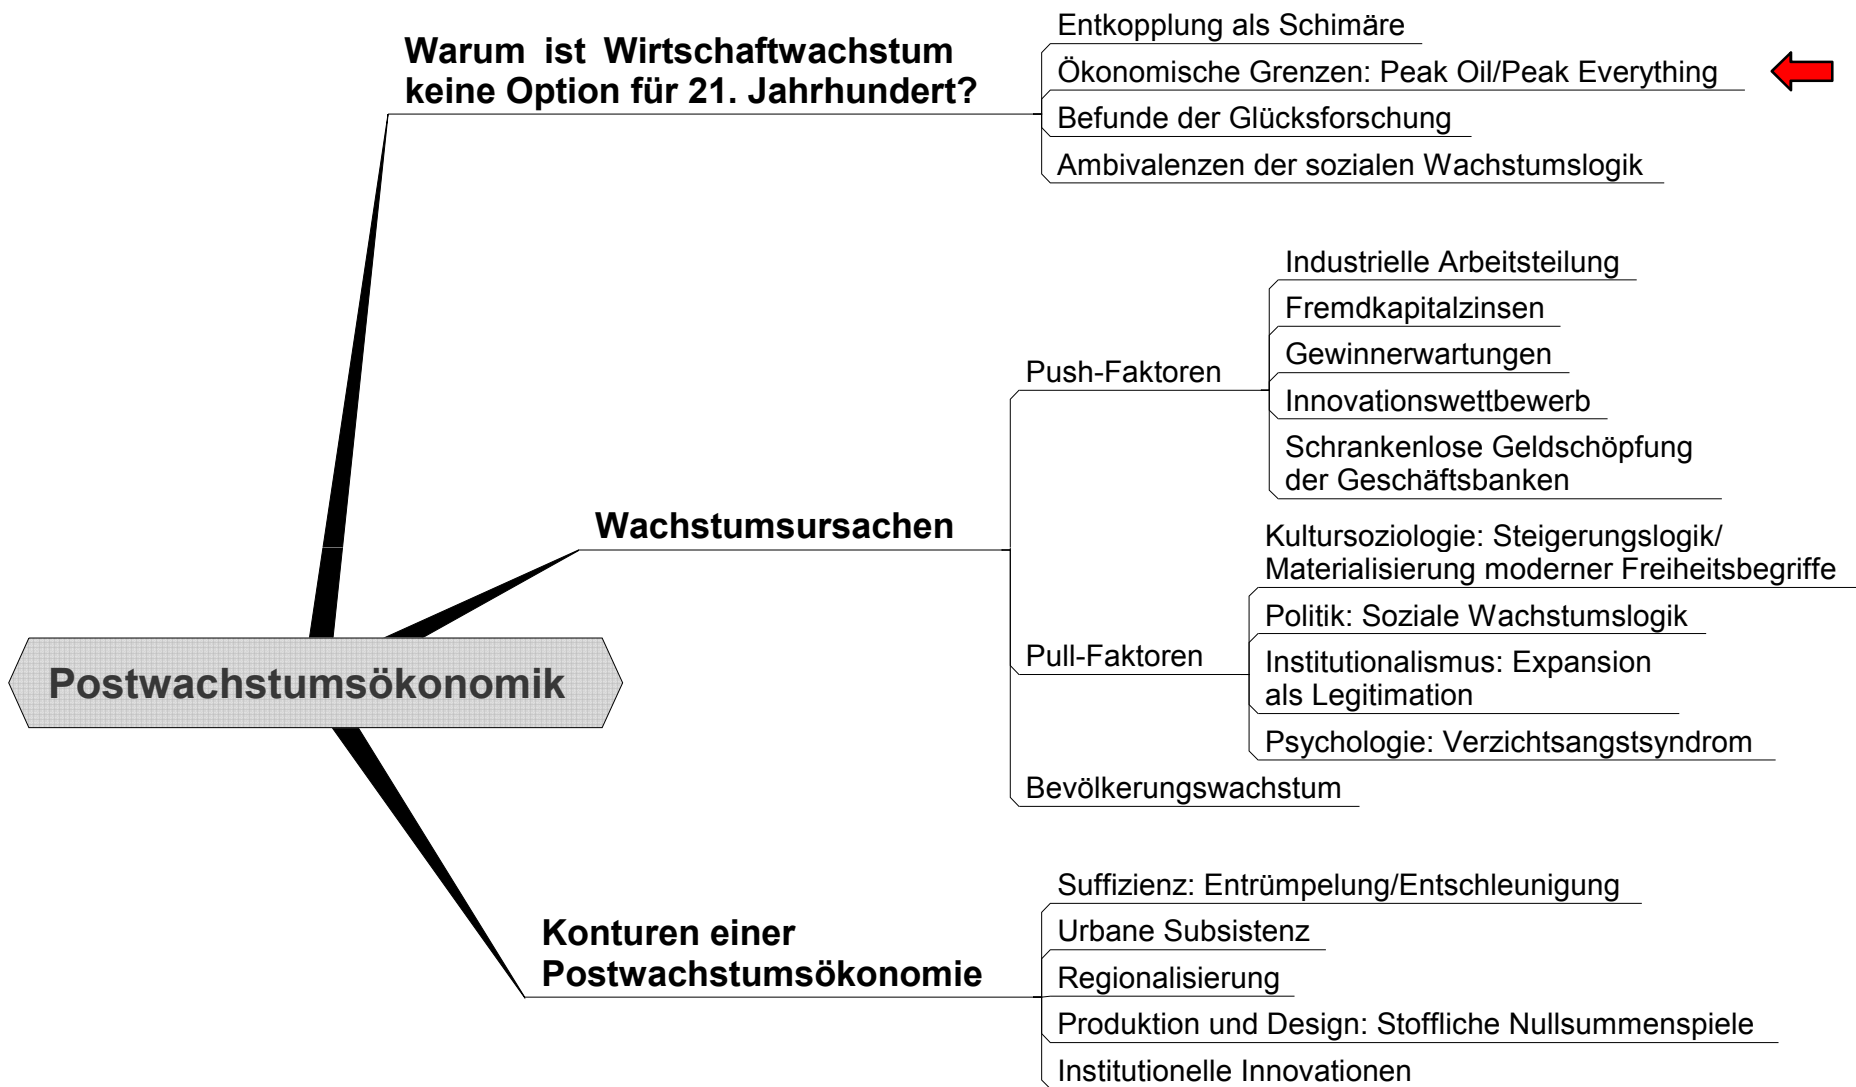 Warum ist Wirtschaftwachstum
keine Option für 21. Jahrhundert?
Entkopplung als Schimäre
Ökonomische Grenzen: Peak Oil/Peak Everything
Befunde der Glücksforschung
Ambivalenzen der sozialen Wachstumslogik
Wachstumsursachen
Push-Faktoren
Industrielle Arbeitsteilung
Fremdkapitalzinsen
Gewinnerwartungen
Innovationswettbewerb
Schrankenlose Geldschöpfung
der Geschäftsbanken
Pull-Faktoren
Kultursoziologie: Steigerungslogik/
Materialisierung moderner Freiheitsbegriffe
Politik: Soziale Wachstumslogik
Institutionalismus: Expansion
als Legitimation
Psychologie: Verzichtsangstsyndrom
Bevölkerungswachstum
Postwachstumsökonomik
Konturen einer
Postwachstumsökonomie
Suffizienz: Entrümpelung/Entschleunigung
Urbane Subsistenz
Regionalisierung
Produktion und Design: Stoffliche Nullsummenspiele
Institutionelle Innovationen